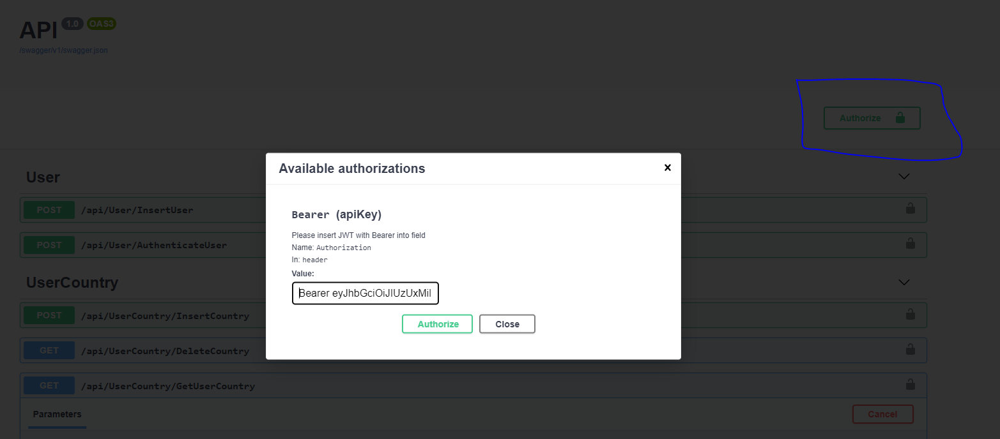 API 1.0 OAS3
/swagger/v1/swagger.json
Authorize
Available authorizations
Bearer (apiKey)
Please insert JWT with Bearer into field
Name: Authorization
In: header
Value:
Bearer eyJhbGciOiJIUzUxMiI
Authorize Close
User
POST /api/User/InsertUser
POST /api/User/AuthenticateUser
UserCountry
POST /api/UserCountry/InsertCountry
GET /api/UserCountry/DeleteCountry
GET /api/UserCountry/GetUserCountry
Parameters Cancel